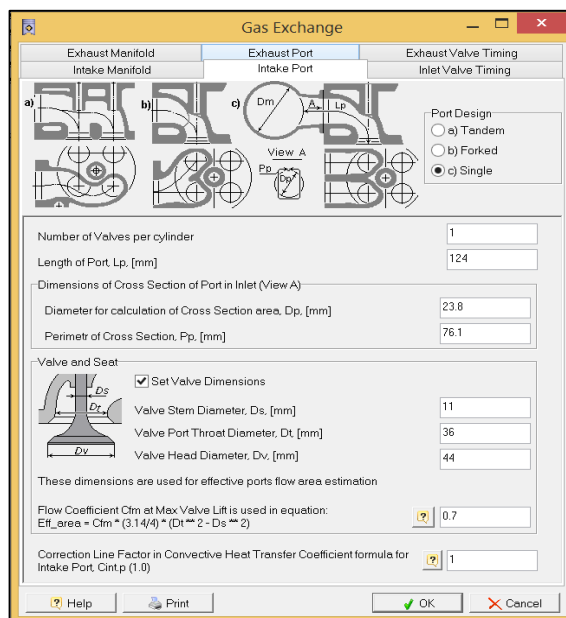 Gas Exchange
Exhaust Manifold
Exhaust Port
Exhaust Valve Timing
Intake Manifold
Intake Port
Inlet Valve Timing
a)
b)
c)
Dm
A
Lp
View A
Pp
Dp
Port Design
a) Tandem
b) Forked
c) Single
Number of Valves per cylinder
1
Length of Port, Lp, [mm]
124
Dimensions of Cross Section of Port in Inlet (View A)
Diameter for calculation of Cross Section area, Dp, [mm]
23.8
Perimetr of Cross Section, Pp, [mm]
76.1
Valve and Seat
Set Valve Dimensions
Ds
Dt
Dv
Valve Stem Diameter, Ds, [mm]
11
Valve Port Throat Diameter, Dt, [mm]
36
Valve Head Diameter, Dv, [mm]
44
These dimensions are used for effective ports flow area estimation
Flow Coefficient Cfm at Max Valve Lift is used in equation:
Eff_area = Cfm * (3.14/4) * (Dt ** 2 - Ds ** 2)
? 0.7
Correction Line Factor in Convective Heat Transfer Coefficient formula for
Intake Port, Cint.p (1.0)
? 1
? Help
Print
OK
Cancel